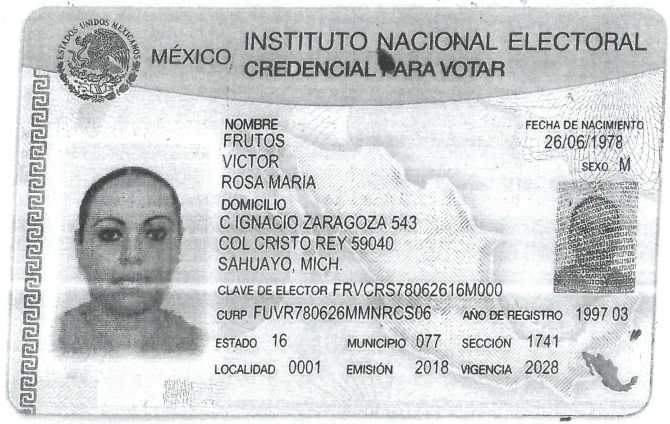 ESTADOS UNIDOS MEXICANOS
MÉXICO
INSTITUTO NACIONAL ELECTORAL
CREDENCIAL PARA VOTAR
NOMBRE
FRUTOS
VICTOR
ROSA MARIA
FECHA DE NACIMIENTO
26/06/1978
SEXO M
DOMICILIO
C IGNACIO ZARAGOZA 543
COL CRISTO REY 59040
SAHUAYO, MICH.
CLAVE DE ELECTOR FRVCRS78062616M000
CURP FUVR780626MMNRCS06 AÑO DE REGISTRO 1997 03
ESTADO 16 MUNICIPIO 077 SECCIÓN 1741
LOCALIDAD 0001 EMISIÓN 2018 VIGENCIA 2028